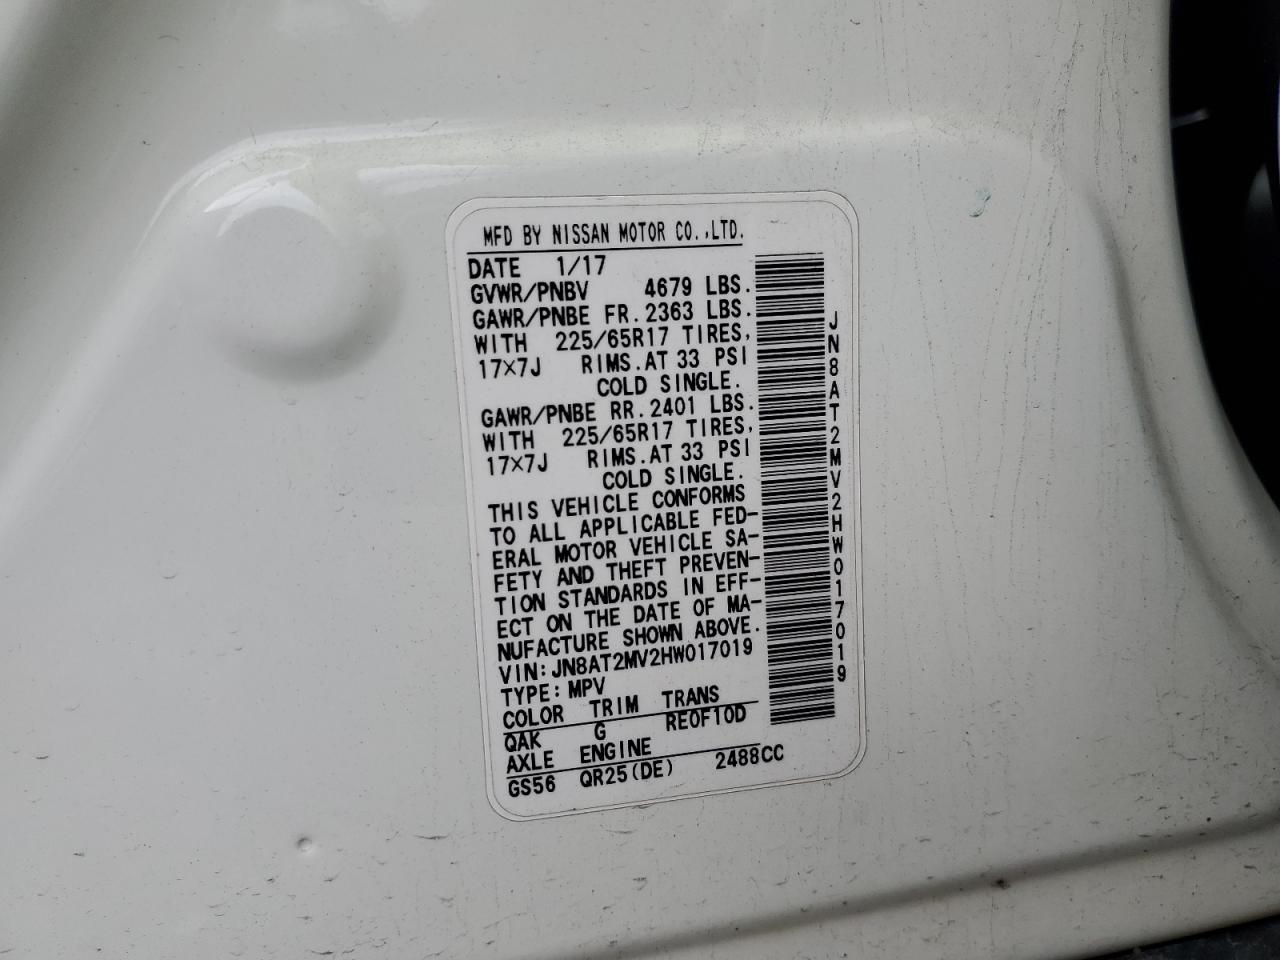 MFD BY NISSAN MOTOR CO.,LTD.
DATE 1/17
GVWR/PNBV 4679 LBS.
GAWR/PNBE FR. 2363 LBS.
WITH 225/65R17 TIRES,
17×7J RIMS. AT 33 PSI
COLD SINGLE.
GAWR/PNBE RR. 2401 LBS.
WITH 225/65R17 TIRES,
17×7J RIMS. AT 33 PSI
COLD SINGLE.
THIS VEHICLE CONFORMS
TO ALL APPLICABLE FED-
ERAL MOTOR VEHICLE SA-
FETY AND THEFT PREVEN-
TION STANDARDS IN EFF-
ECT ON THE DATE OF MA-
NUFACTURE SHOWN ABOVE.
VIN: JN8AT2MV2HW017019
TYPE: MPV
COLOR TRIM TRANS
QAK G RE0F10D
AXLE ENGINE
GS56 QR25(DE) 2488CC
JN8AT2MV2HW017019